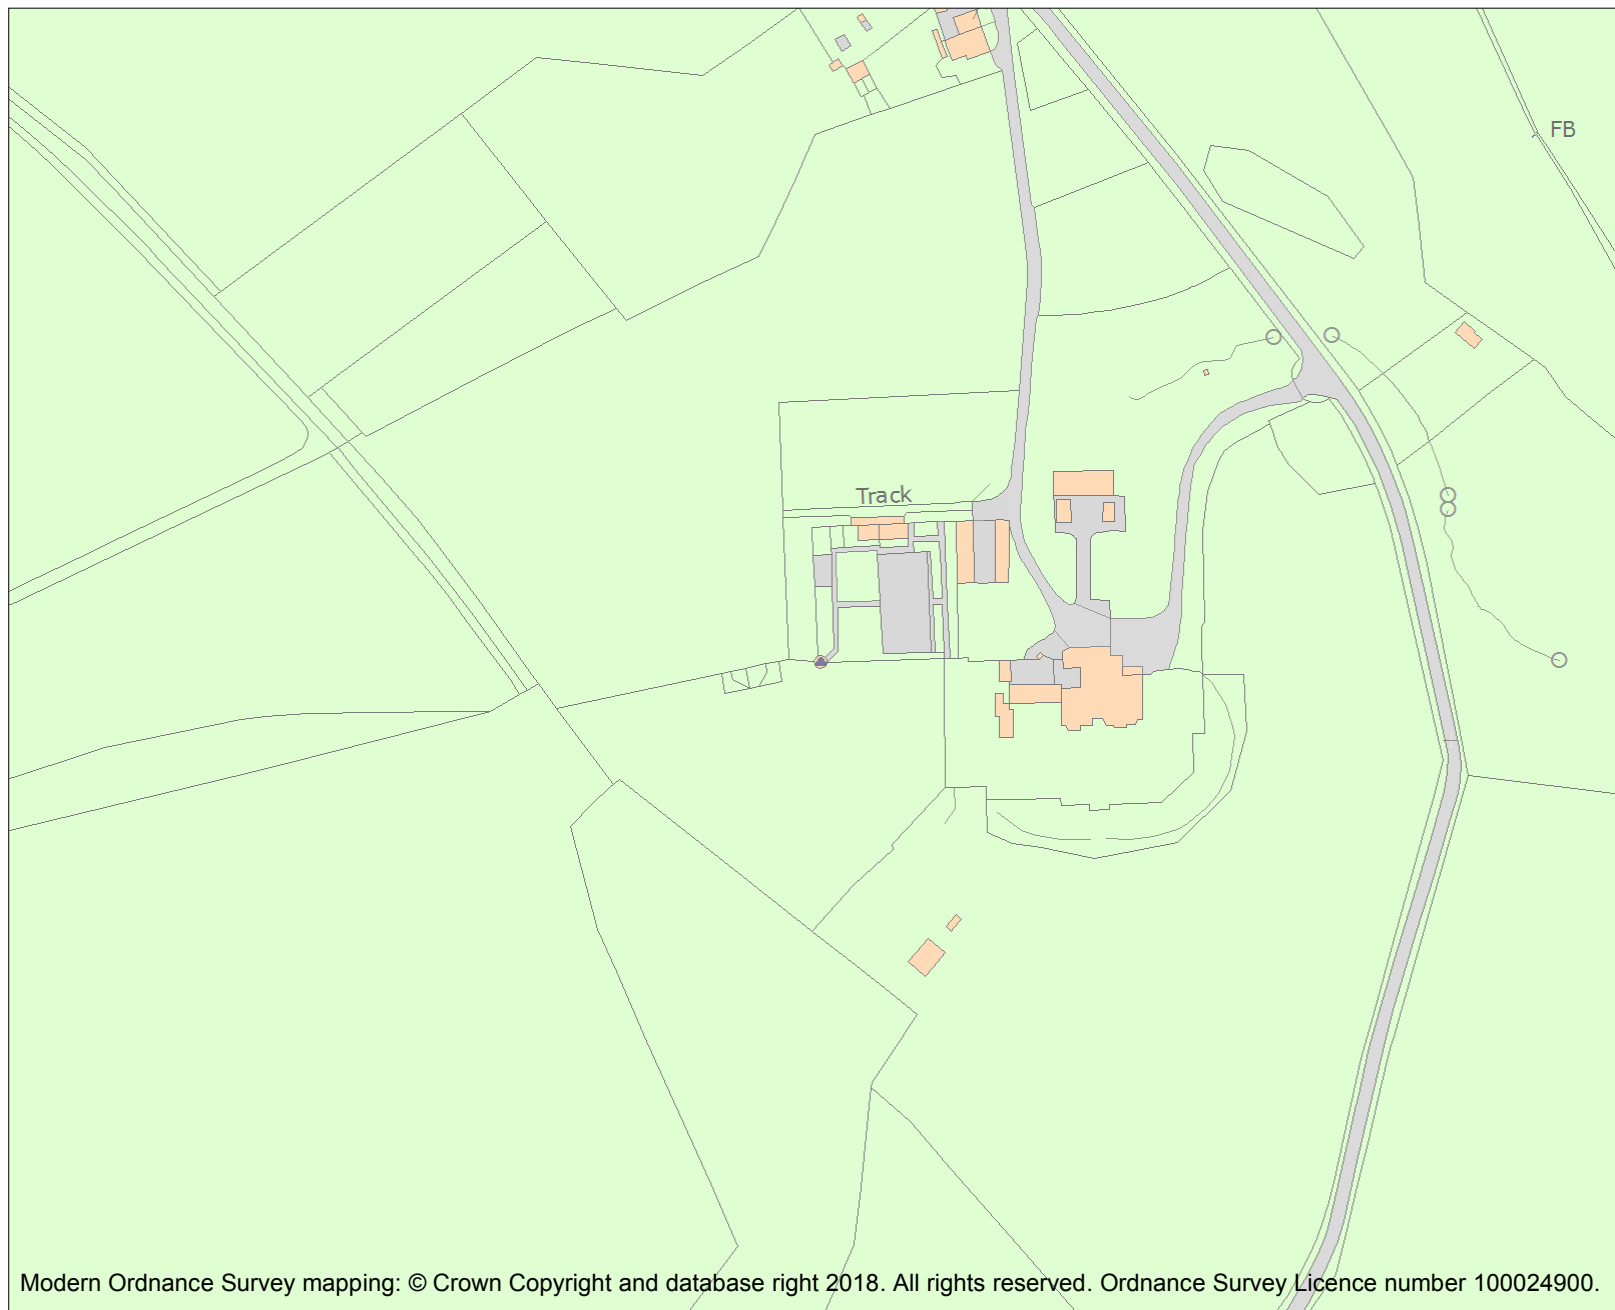 FB
Track
Modern Ordnance Survey mapping: © Crown Copyright and database right 2018. All rights reserved. Ordnance Survey Licence number 100024900.